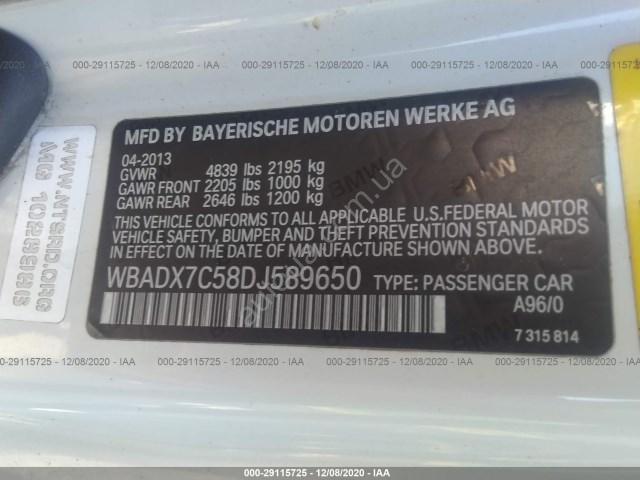 000-29115725 - 12/08/2020 - IAA
MFD BY BAYERISCHE MOTOREN WERKE AG
04-2013
GVWR 4839 lbs 2195 kg
GAWR FRONT 2205 lbs 1000 kg
GAWR REAR 2646 lbs 1200 kg
THIS VEHICLE CONFORMS TO ALL APPLICABLE U.S.FEDERAL MOTOR
VEHICLE SAFETY, BUMPER AND THEFT PREVENTION STANDARDS
IN EFFECT ON THE DATE OF MANUFACTURE SHOWN ABOVE.
WBADX7C58DJ589650 TYPE: PASSENGER CAR
A96/0
7 315 814
WWW.NTSRD.ORG
BMW
000-29115725 - 12/08/2020 - IAA